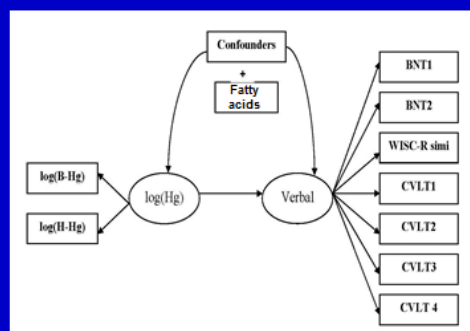 Confounders
+
Fatty
acids
BNT1
BNT2
WISC-R simi
CVLT1
CVLT2
CVLT3
CVLT 4
log(B-Hg)
log(H-Hg)
log(Hg)
Verbal